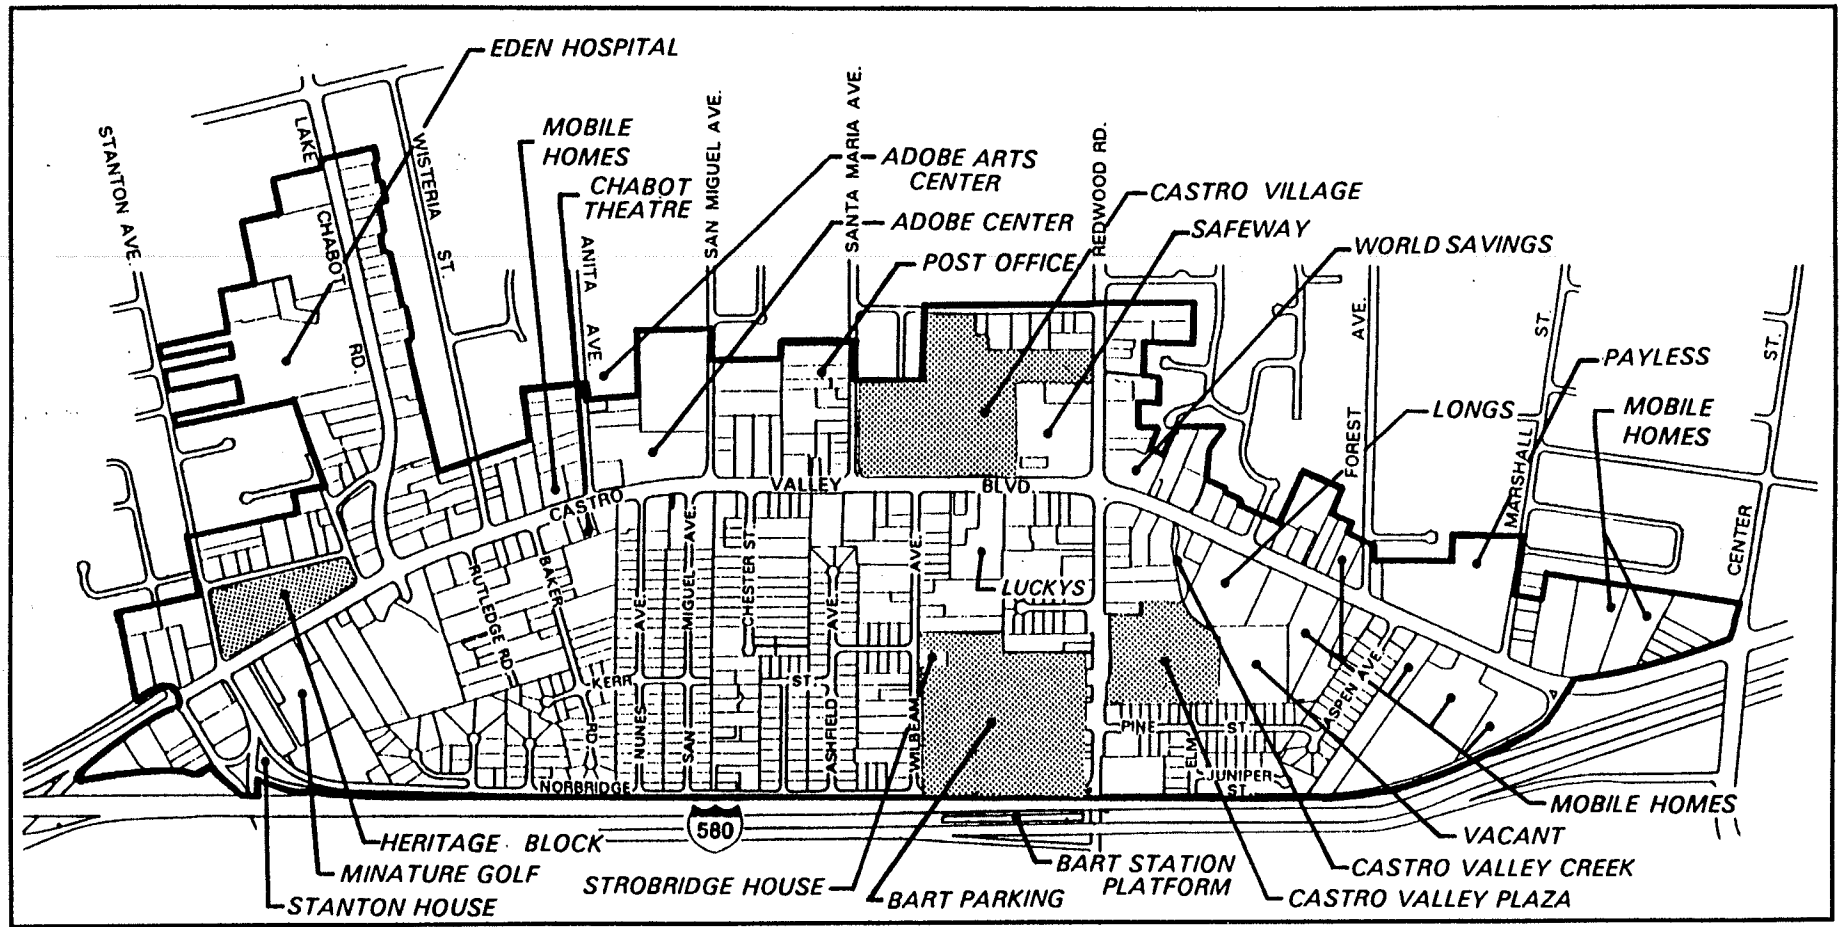 EDEN HOSPITAL
MOBILE
HOMES
CHABOT
THEATRE
ADOBE ARTS
CENTER
ADOBE CENTER
POST OFFICE
CASTRO VILLAGE
SAFEWAY
WORLD SAVINGS
PAYLESS
LONGS
MOBILE
HOMES
STANTON AVE.
LAKE
CHABOT
RD.
WISTERIA
ST.
ANITA
AVE.
SAN MIGUEL AVE.
SANTA MARIA AVE.
REDWOOD RD.
FOREST
AVE.
MARSHALL
ST.
CENTER
ST.
CASTRO
VALLEY
BLVD
RUTLEDGE RD.
BAKER
RD
KERR
ST.
NUNES
AVE.
SAN
MIGUEL
AVE.
CHESTER ST.
ASHFIELD
AVE.
WILBEAM
AVE.
LUCKYS
PINE
ST.
ELM
JUNIPER
ST.
ASPEN AVE.
NORBRIDGE
580
HERITAGE BLOCK
MINATURE GOLF
STANTON HOUSE
STROBRIDGE HOUSE
BART PARKING
BART STATION
PLATFORM
MOBILE HOMES
VACANT
CASTRO VALLEY CREEK
CASTRO VALLEY PLAZA